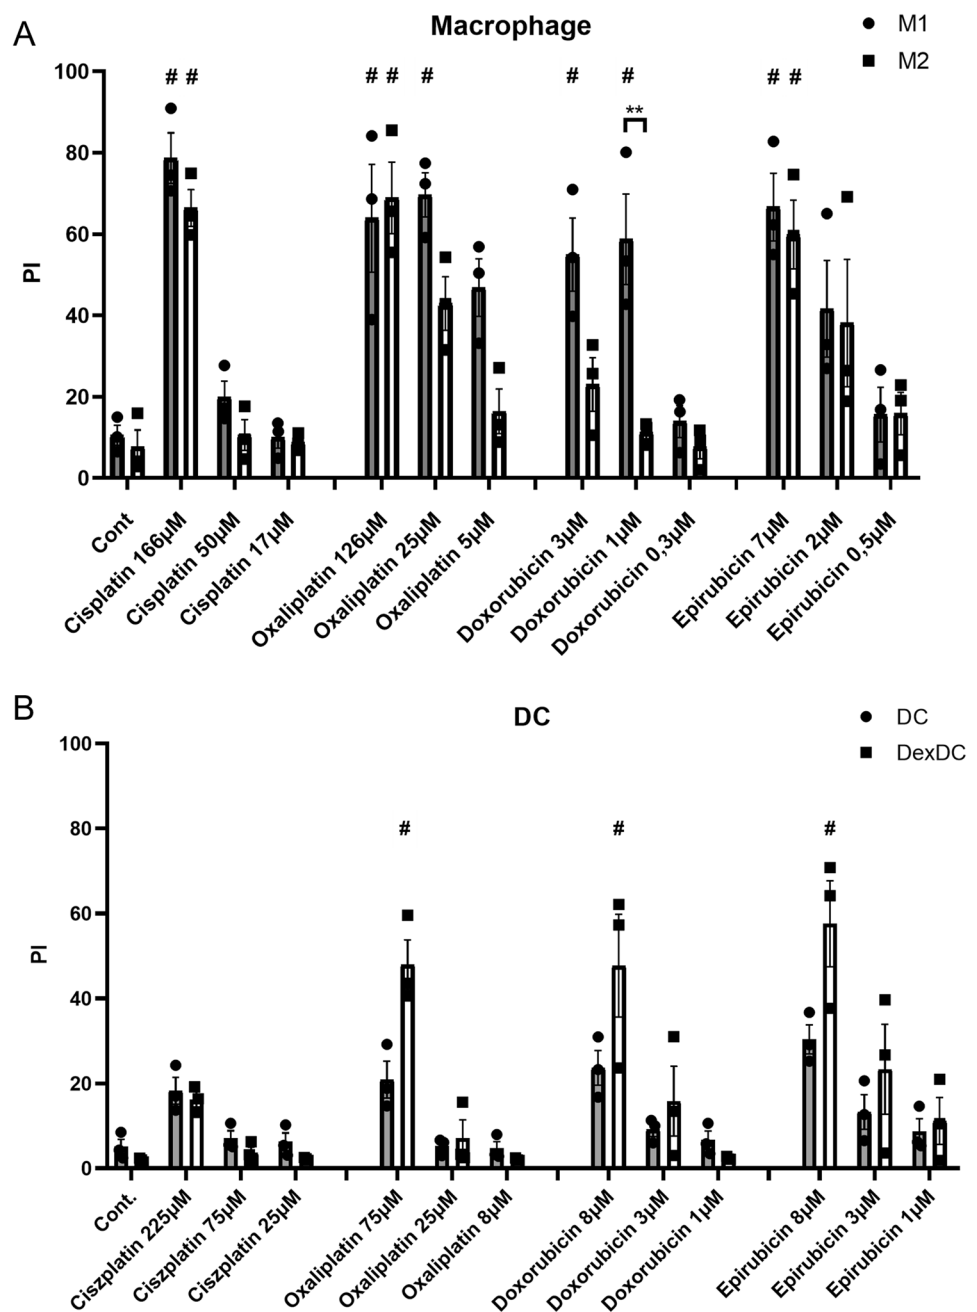 A
Macrophage
M1
M2
100
80
60
40
20
0
PI
# # # # # # # # #
**
Cont
Cisplatin 166µM
Cisplatin 50µM
Cisplatin 17µM
Oxaliplatin 126µM
Oxaliplatin 25µM
Oxaliplatin 5µM
Doxorubicin 3µM
Doxorubicin 1µM
Doxorubicin 0,3µM
Epirubicin 7µM
Epirubicin 2µM
Epirubicin 0,5µM
B
DC
DC
DexDC
100
80
60
40
20
0
PI
# # #
Cont.
Ciszplatin 225µM
Ciszplatin 75µM
Ciszplatin 25µM
Oxaliplatin 75µM
Oxaliplatin 25µM
Oxaliplatin 8µM
Doxorubicin 8µM
Doxorubicin 3µM
Doxorubicin 1µM
Epirubicin 8µM
Epirubicin 3µM
Epirubicin 1µM